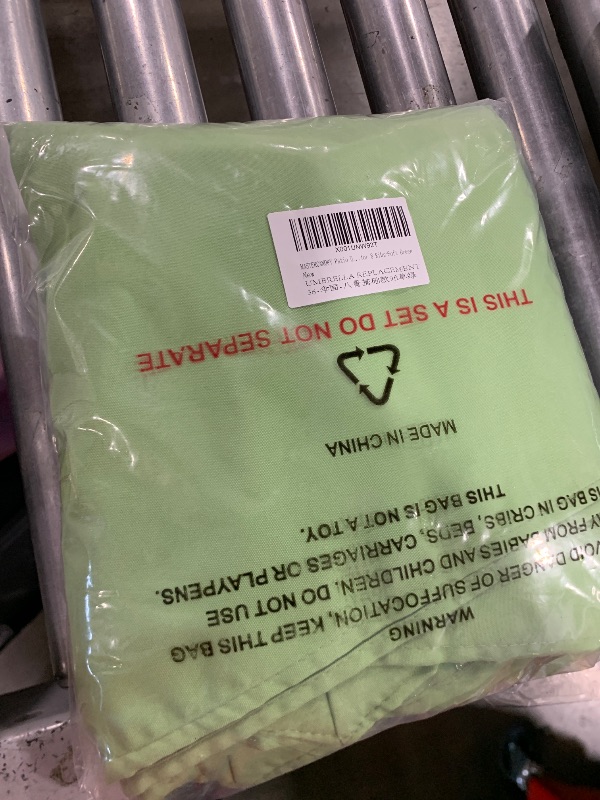 X001UNW93T
New
UMBRELLA REPLACEMENT
THIS IS A SET DO NOT SEPARATE
MADE IN CHINA
WARNING
AVOID DANGER OF SUFFOCATION, KEEP THIS BAG
AWAY FROM BABIES AND CHILDREN. DO NOT USE
THIS BAG IN CRIBS, BEDS, CARRIAGES OR PLAYPENS.
THIS BAG IS NOT A TOY.